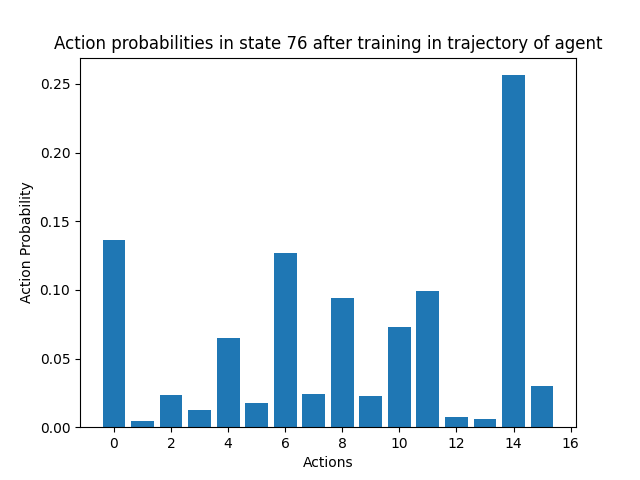 Action probabilities in state 76 after training in trajectory of agent
0.25
0.20
0.15
0.10
0.05
0.00
Action Probability
0 2 4 6 8 10 12 14 16
Actions